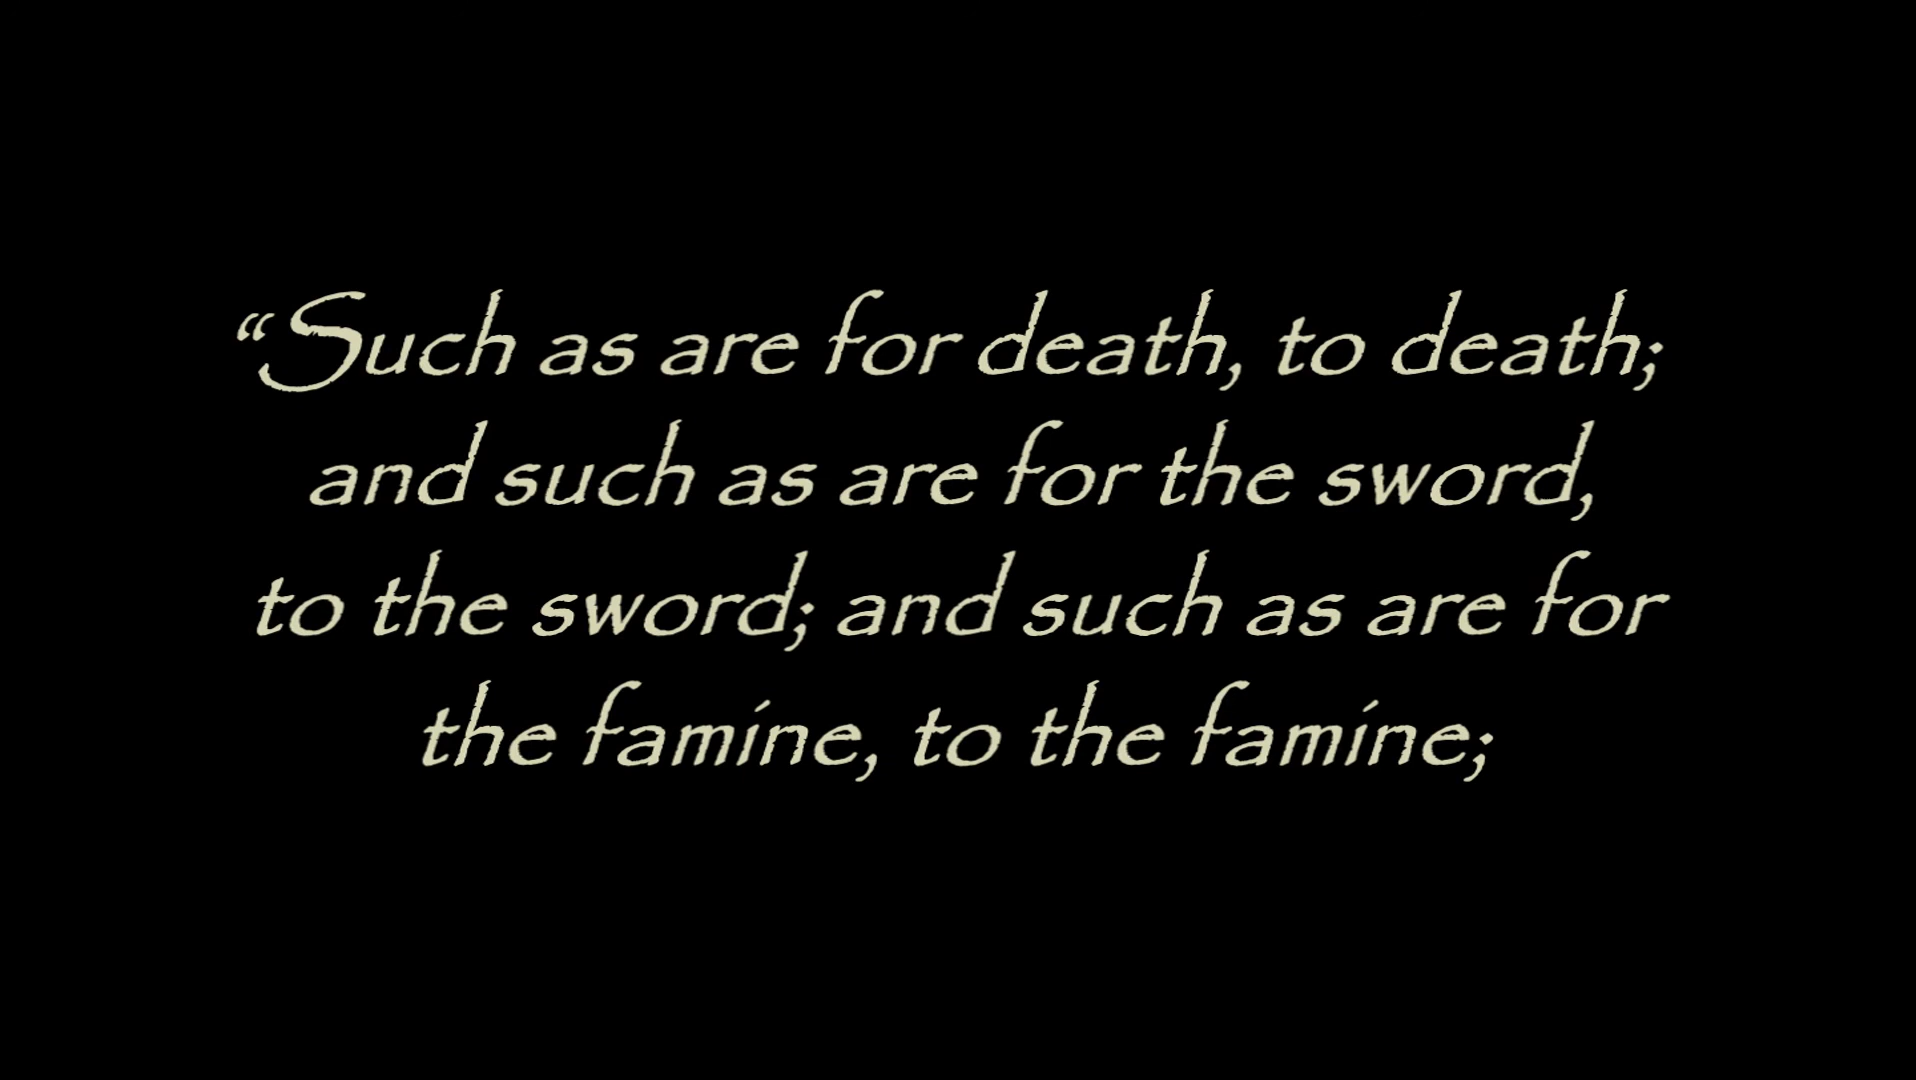 “Such as are for death, to death;
and such as are for the sword,
to the sword; and such as are for
the famine, to the famine;